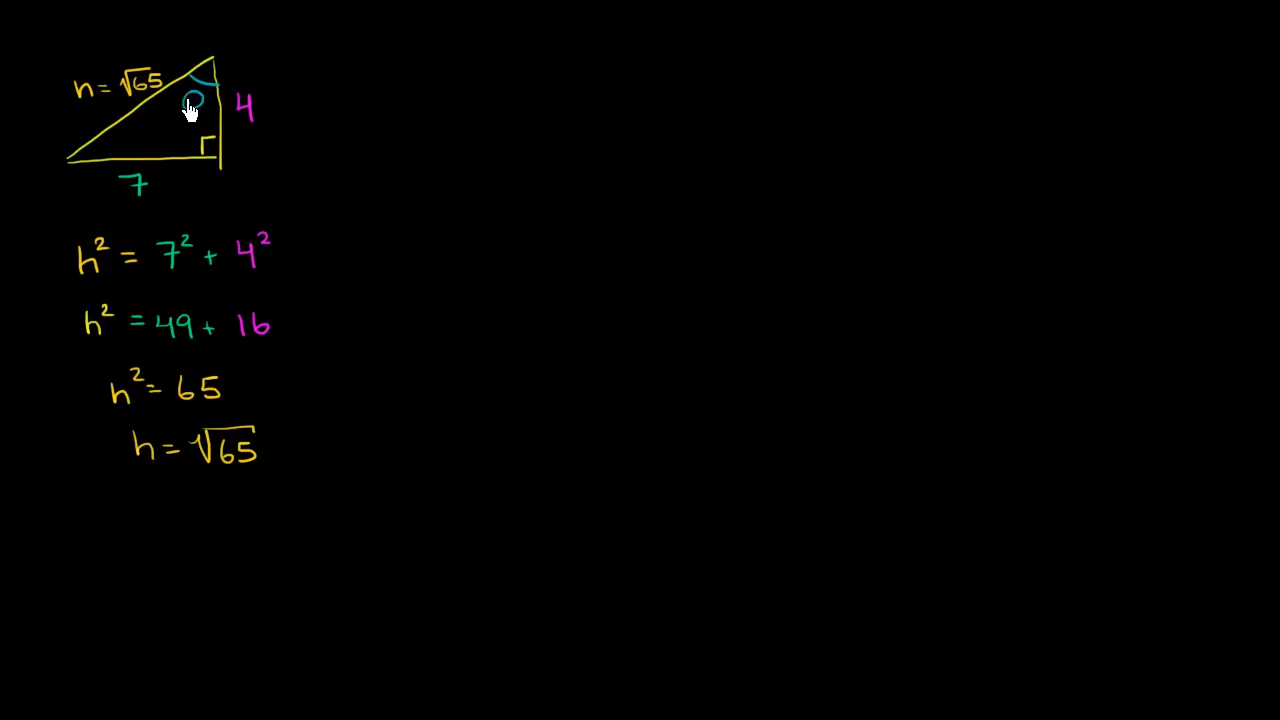 h = √65
θ
4
7
h² = 7² + 4²
h² = 49 + 16
h² = 65
h = √65